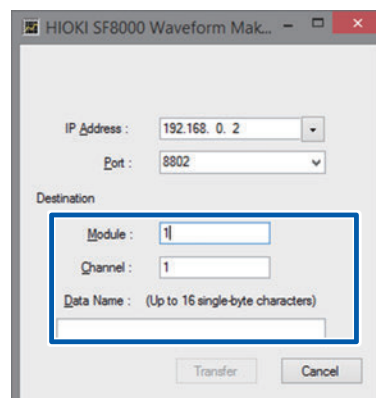 HIOKI SF8000 Waveform Mak...
IP Address : 192.168. 0. 2
Port : 8802
Destination
Module : 1
Channel : 1
Data Name : (Up to 16 single-byte characters)
Transfer Cancel